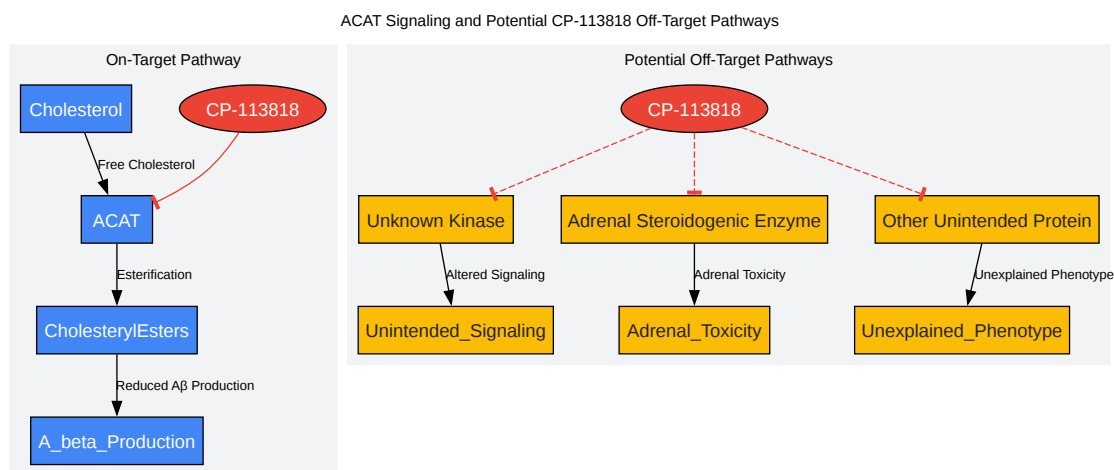 ACAT Signaling and Potential CP-113818 Off-Target Pathways
On-Target Pathway
Cholesterol
CP-113818
Free Cholesterol
ACAT
Esterification
CholesterylEsters
Reduced Aβ Production
A_beta_Production
Potential Off-Target Pathways
CP-113818
Unknown Kinase
Adrenal Steroidogenic Enzyme
Other Unintended Protein
Altered Signaling
Adrenal Toxicity
Unexplained Phenotype
Unintended_Signaling
Adrenal_Toxicity
Unexplained_Phenotype